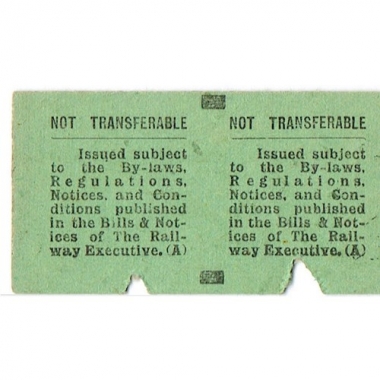 NOT TRANSFERABLE
Issued subject
to the By-laws,
Regulations,
Notices, and Con-
ditions published
in the Bills & Not-
ices of The Rail-
way Executive. (A)
NOT TRANSFERABLE
Issued subject
to the By-laws,
Regulations,
Notices, and Con-
ditions published
in the Bills & Not-
ices of The Rail-
way Executive. (A)